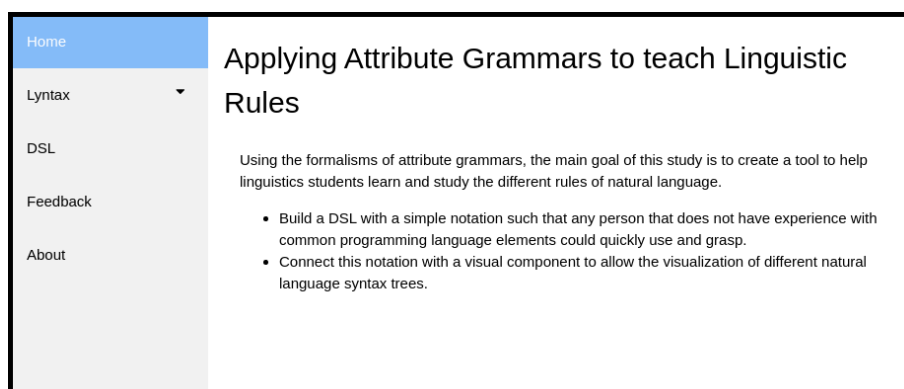 Home
Lyntax
DSL
Feedback
About
Applying Attribute Grammars to teach Linguistic
Rules
Using the formalisms of attribute grammars, the main goal of this study is to create a tool to help
linguistics students learn and study the different rules of natural language.
• Build a DSL with a simple notation such that any person that does not have experience with
common programming language elements could quickly use and grasp.
• Connect this notation with a visual component to allow the visualization of different natural
language syntax trees.